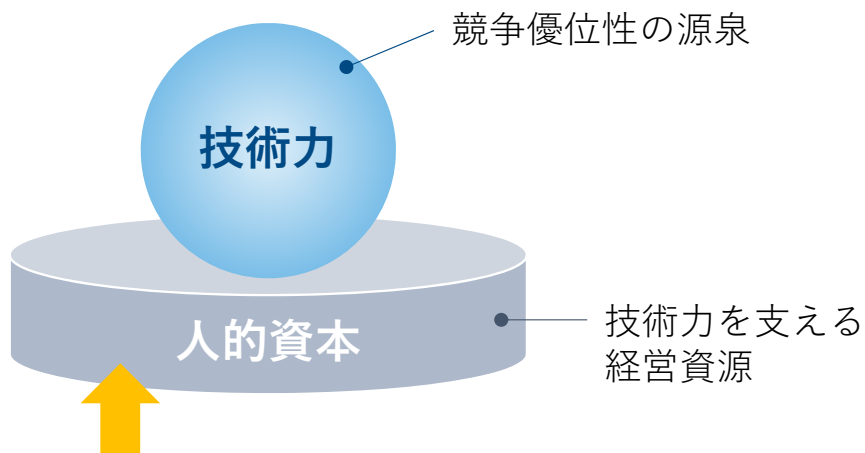 競争優位性の源泉
技術力
人的資本
技術力を支える
経営資源